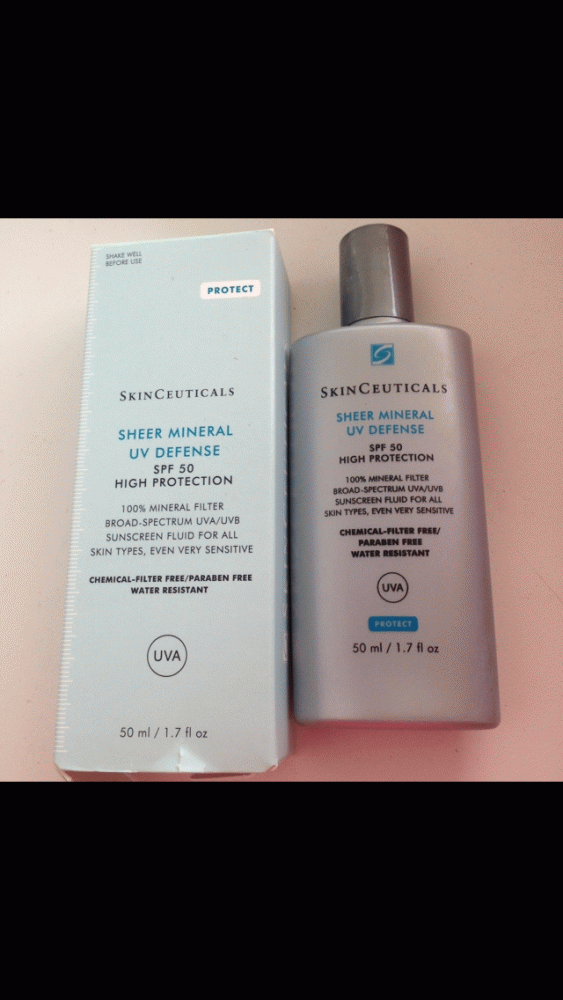 SHAKE WELL
BEFORE USE
PROTECT
SKINCEUTICALS
SHEER MINERAL
UV DEFENSE
SPF 50
HIGH PROTECTION
100% MINERAL FILTER
BROAD-SPECTRUM UVA/UVB
SUNSCREEN FLUID FOR ALL
SKIN TYPES, EVEN VERY SENSITIVE
CHEMICAL-FILTER FREE/PARABEN FREE
WATER RESISTANT
UVA
50 ml / 1.7 fl oz
SKINCEUTICALS
SHEER MINERAL
UV DEFENSE
SPF 50
HIGH PROTECTION
100% MINERAL FILTER
BROAD-SPECTRUM UVA/UVB
SUNSCREEN FLUID FOR ALL
SKIN TYPES, EVEN VERY SENSITIVE
CHEMICAL-FILTER FREE/
PARABEN FREE
WATER RESISTANT
UVA
PROTECT
50 ml / 1.7 fl oz